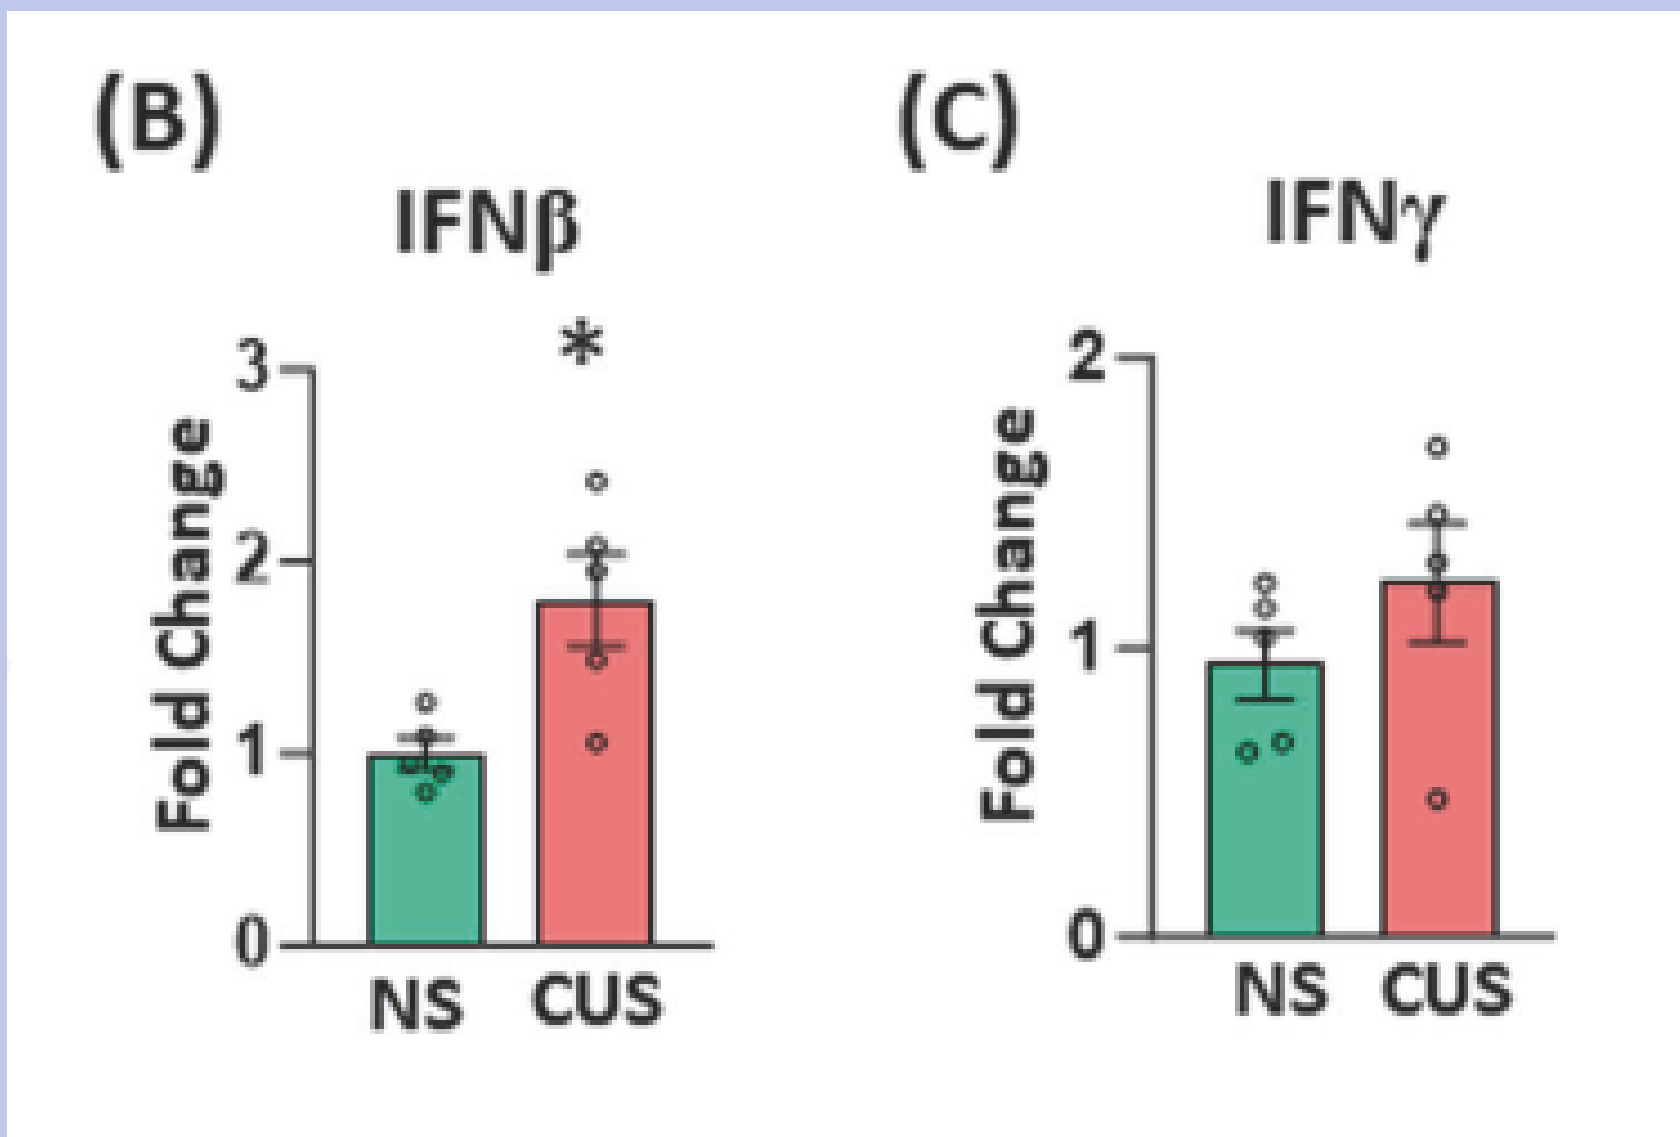 (B)
IFNβ
*
Fold Change
3
2
1
0
NS CUS
(C)
IFNγ
Fold Change
2
1
0
NS CUS